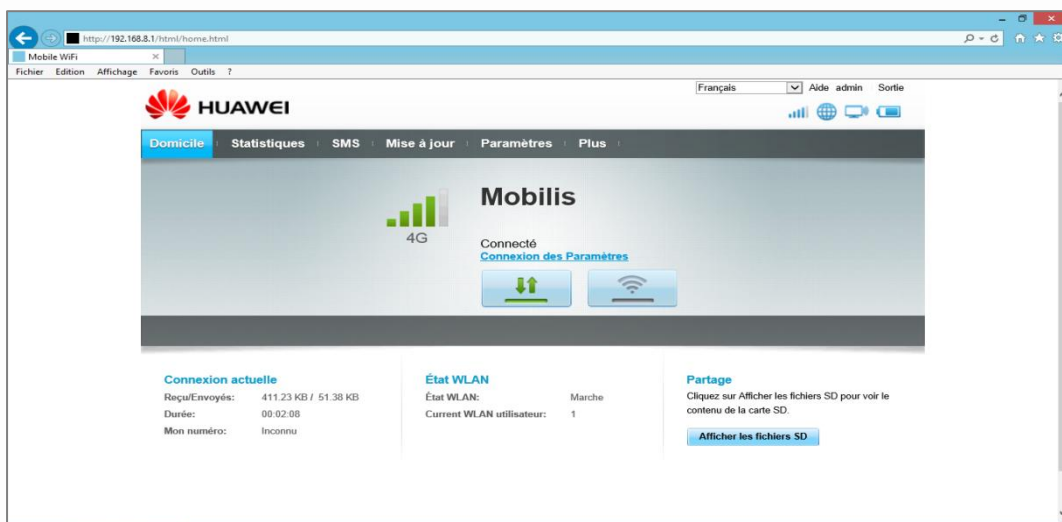 http://192.168.8.1/html/home.html
Mobile WiFi
Fichier Edition Affichage Favoris Outils ?
Français Aide admin Sortie
HUAWEI
Domicile Statistiques SMS Mise à jour Paramètres Plus
Mobilis
4G
Connecté
Connexion des Paramètres
Connexion actuelle
Reçu/Envoyés: 411.23 KB / 51.38 KB
Durée: 00:02:08
Mon numéro: Inconnu
État WLAN
État WLAN: Marche
Current WLAN utilisateur: 1
Partage
Cliquez sur Afficher les fichiers SD pour voir le
contenu de la carte SD.
Afficher les fichiers SD